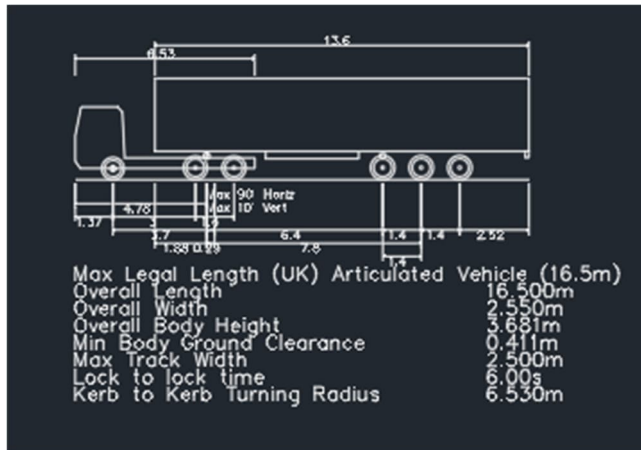 13.6
6.53
Max 90° Horiz
Max 10° Vert
4.78
1.37
3.7
6.4
1.4
1.4
2.52
1.88
0.29
7.8
1.4
Max Legal Length (UK) Articulated Vehicle (16.5m)
Overall Length 16.500m
Overall Width 2.550m
Overall Body Height 3.681m
Min Body Ground Clearance 0.411m
Max Track Width 2.500m
Lock to lock time 6.00s
Kerb to Kerb Turning Radius 6.530m